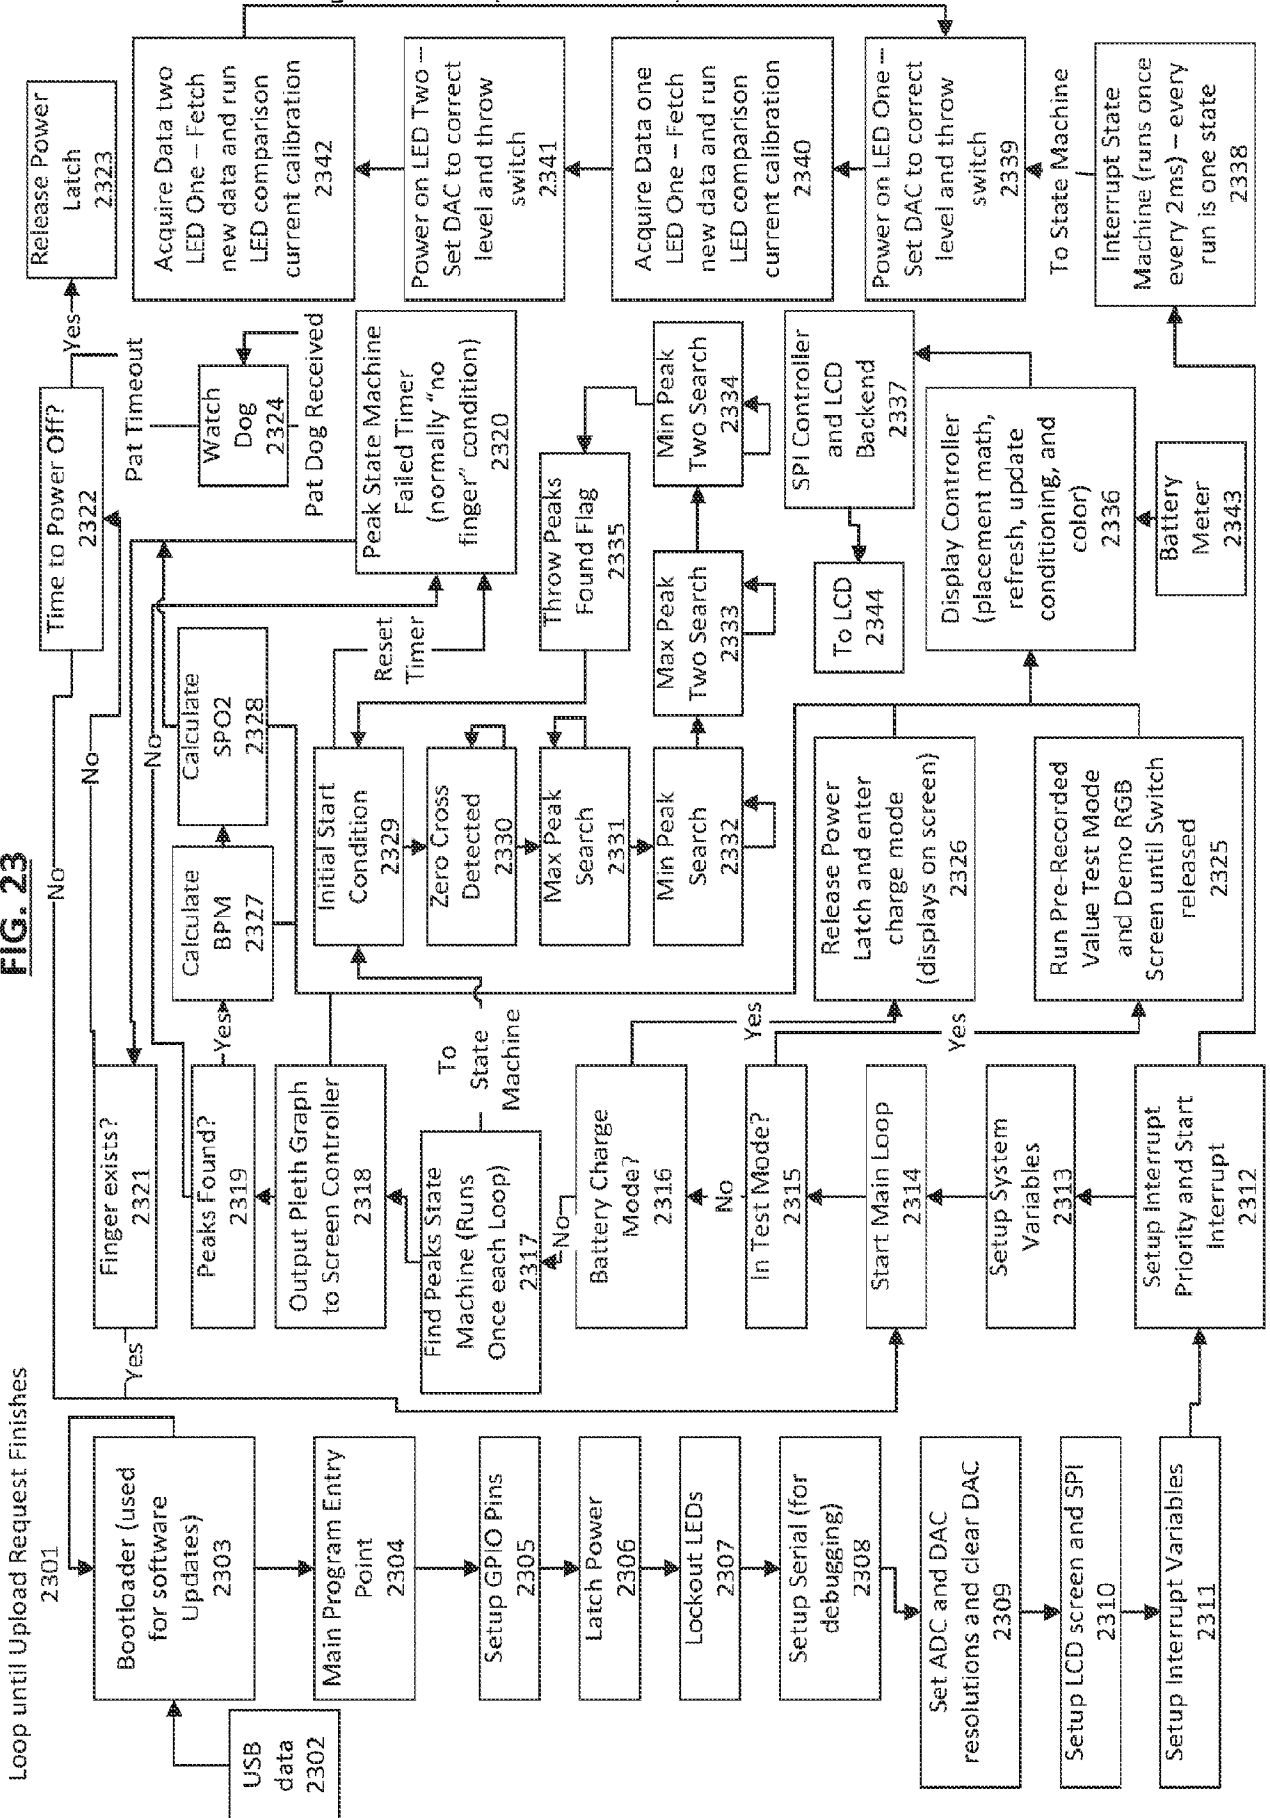 FIG. 23
Loop until Upload Request Finishes
2301
USB
data
2302
Bootloader (used
for software
Updates)
2303
Main Program Entry
Point
2304
Setup GPIO Pins
2305
Latch Power
2306
Lockout LEDs
2307
Setup Serial (for
debugging)
2308
Set ADC and DAC
resolutions and clear DAC
2309
Setup LCD screen and SPI
2310
Setup Interrupt Variables
2311
Setup Interrupt
Priority and Start
Interrupt
2312
Setup System
Variables
2313
Start Main Loop
2314
In Test Mode?
2315
No
Yes
Battery Charge
Mode?
2316
No
Yes
Find Peaks State
Machine (Runs
Once each Loop)
2317
To
State
Machine
Output Pleth Graph
to Screen Controller
2318
Peaks Found?
2319
Yes
No
Finger exists?
2321
Yes
No
Time to Power Off?
2322
No
Yes
Release Power
Latch
2323
Pat Timeout
Watch
Dog
2324
Pat Dog Received
Peak State Machine
Failed Timer
(normally "no
finger" condition)
2320
Reset
Timer
Calculate
BPM
2327
Calculate
SPO2
2328
Initial Start
Condition
2329
Zero Cross
Detected
2330
Max Peak
Search
2331
Min Peak
Search
2332
Max Peak
Two Search
2333
Min Peak
Two Search
2334
Throw Peaks
Found Flag
2335
Release Power
Latch and enter
charge mode
(displays on screen)
2326
Run Pre-Recorded
Value Test Mode
and Demo RGB
Screen until Switch
released
2325
Display Controller
(placement math,
refresh, update
conditioning, and
color)
2336
Battery
Meter
2343
SPI Controller
and LCD
Backend
2337
To LCD
2344
Interrupt State
Machine (runs once
every 2ms) – every
run is one state
2338
To State Machine
Power on LED One –
Set DAC to correct
level and throw
switch
2339
Acquire Data one
LED One – Fetch
new data and run
LED comparison
current calibration
2340
Power on LED Two –
Set DAC to correct
level and throw
switch
2341
Acquire Data two
LED One – Fetch
new data and run
LED comparison
current calibration
2342